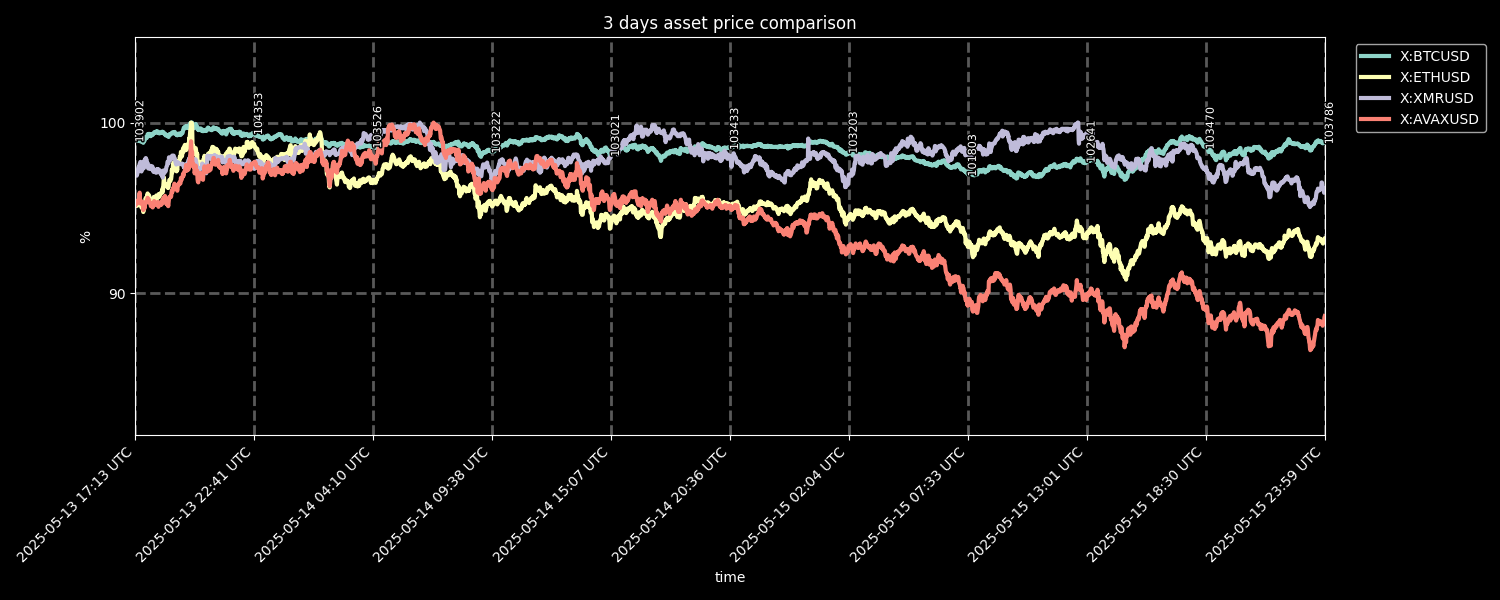 3 days asset price comparison
X:BTCUSD
X:ETHUSD
X:XMRUSD
X:AVAXUSD
100
90
%
103902
104353
103526
103222
103021
103433
103203
101803
102041
103470
103786
2025-05-13 17:13 UTC
2025-05-13 22:41 UTC
2025-05-14 04:10 UTC
2025-05-14 09:38 UTC
2025-05-14 15:07 UTC
2025-05-14 20:36 UTC
2025-05-15 02:04 UTC
2025-05-15 07:33 UTC
2025-05-15 13:01 UTC
2025-05-15 18:30 UTC
2025-05-15 23:59 UTC
time